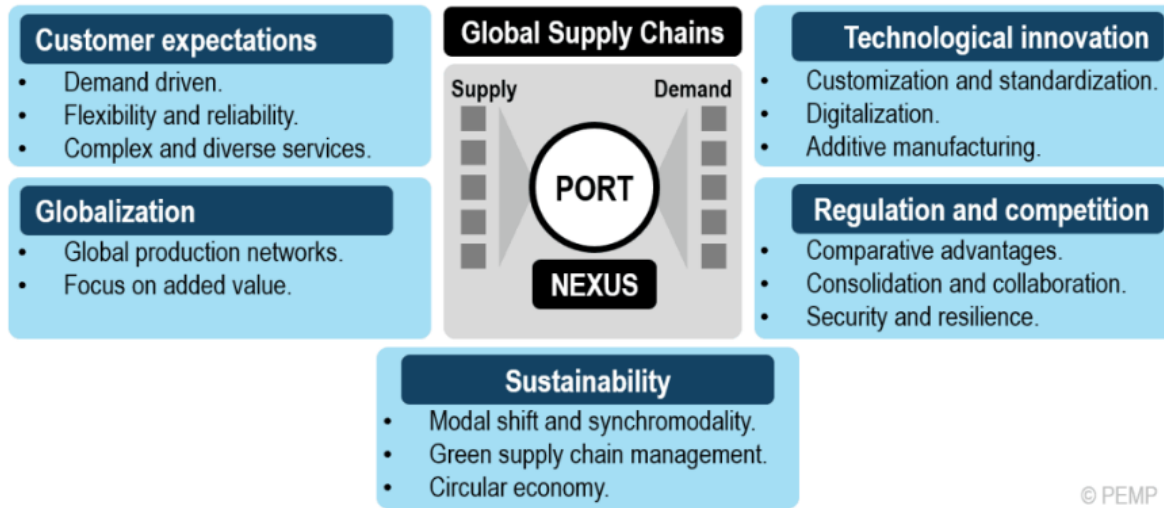 Customer expectations
• Demand driven.
• Flexibility and reliability.
• Complex and diverse services.
Globalization
• Global production networks.
• Focus on added value.
Global Supply Chains
Supply
Demand
PORT
NEXUS
Technological innovation
• Customization and standardization.
• Digitalization.
• Additive manufacturing.
Regulation and competition
• Comparative advantages.
• Consolidation and collaboration.
• Security and resilience.
Sustainability
• Modal shift and synchromodality.
• Green supply chain management.
• Circular economy.
© PEMP